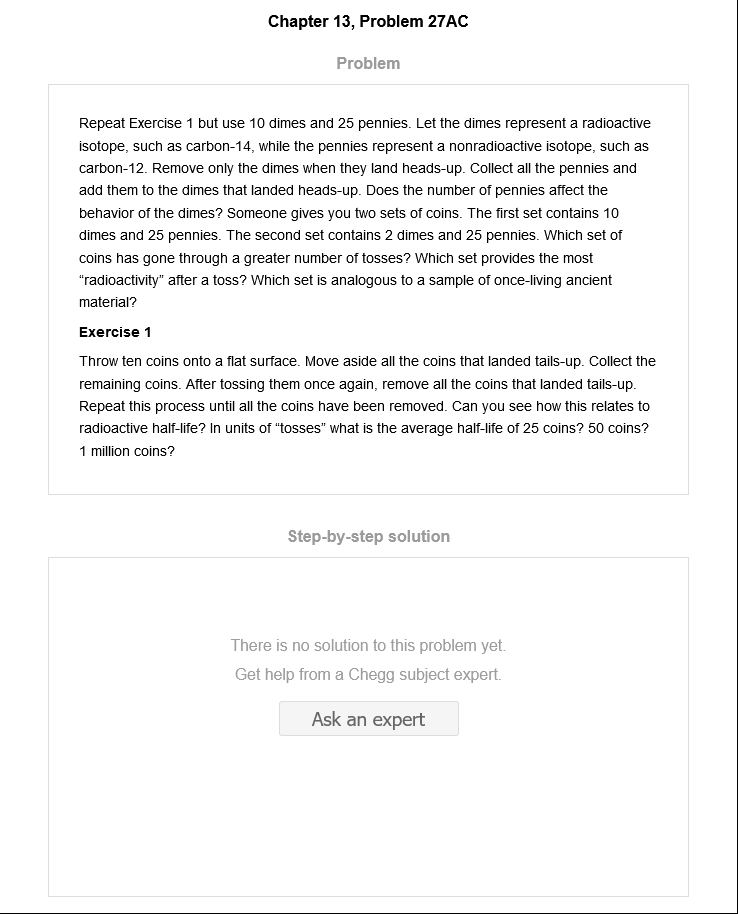 Chapter 13, Problem 27AC
Problem
Repeat Exercise 1 but use 10 dimes and 25 pennies. Let the dimes represent a radioactive
isotope, such as carbon-14, while the pennies represent a nonradioactive isotope, such as
carbon-12. Remove only the dimes when they land heads-up. Collect all the pennies and
add them to the dimes that landed heads-up. Does the number of pennies affect the
behavior of the dimes? Someone gives you two sets of coins. The first set contains 10
dimes and 25 pennies. The second set contains 2 dimes and 25 pennies. Which set of
coins has gone through a greater number of tosses? Which set provides the most
“radioactivity” after a toss? Which set is analogous to a sample of once-living ancient
material?
Exercise 1
Throw ten coins onto a flat surface. Move aside all the coins that landed tails-up. Collect the
remaining coins. After tossing them once again, remove all the coins that landed tails-up.
Repeat this process until all the coins have been removed. Can you see how this relates to
radioactive half-life? In units of “tosses” what is the average half-life of 25 coins? 50 coins?
1 million coins?
Step-by-step solution
There is no solution to this problem yet.
Get help from a Chegg subject expert.
Ask an expert